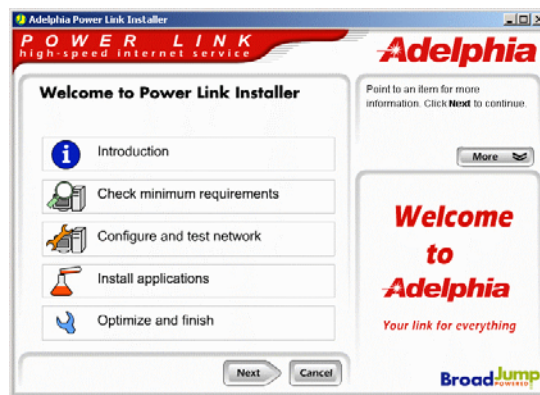 Adelphia Power Link Installer
POWER LINK
high-speed internet service
Adelphia
Welcome to Power Link Installer
Introduction
Check minimum requirements
Configure and test network
Install applications
Optimize and finish
Next
Cancel
Point to an item for more
information. Click Next to continue.
More
Welcome
to
Adelphia
Your link for everything
BroadJump
POWERED